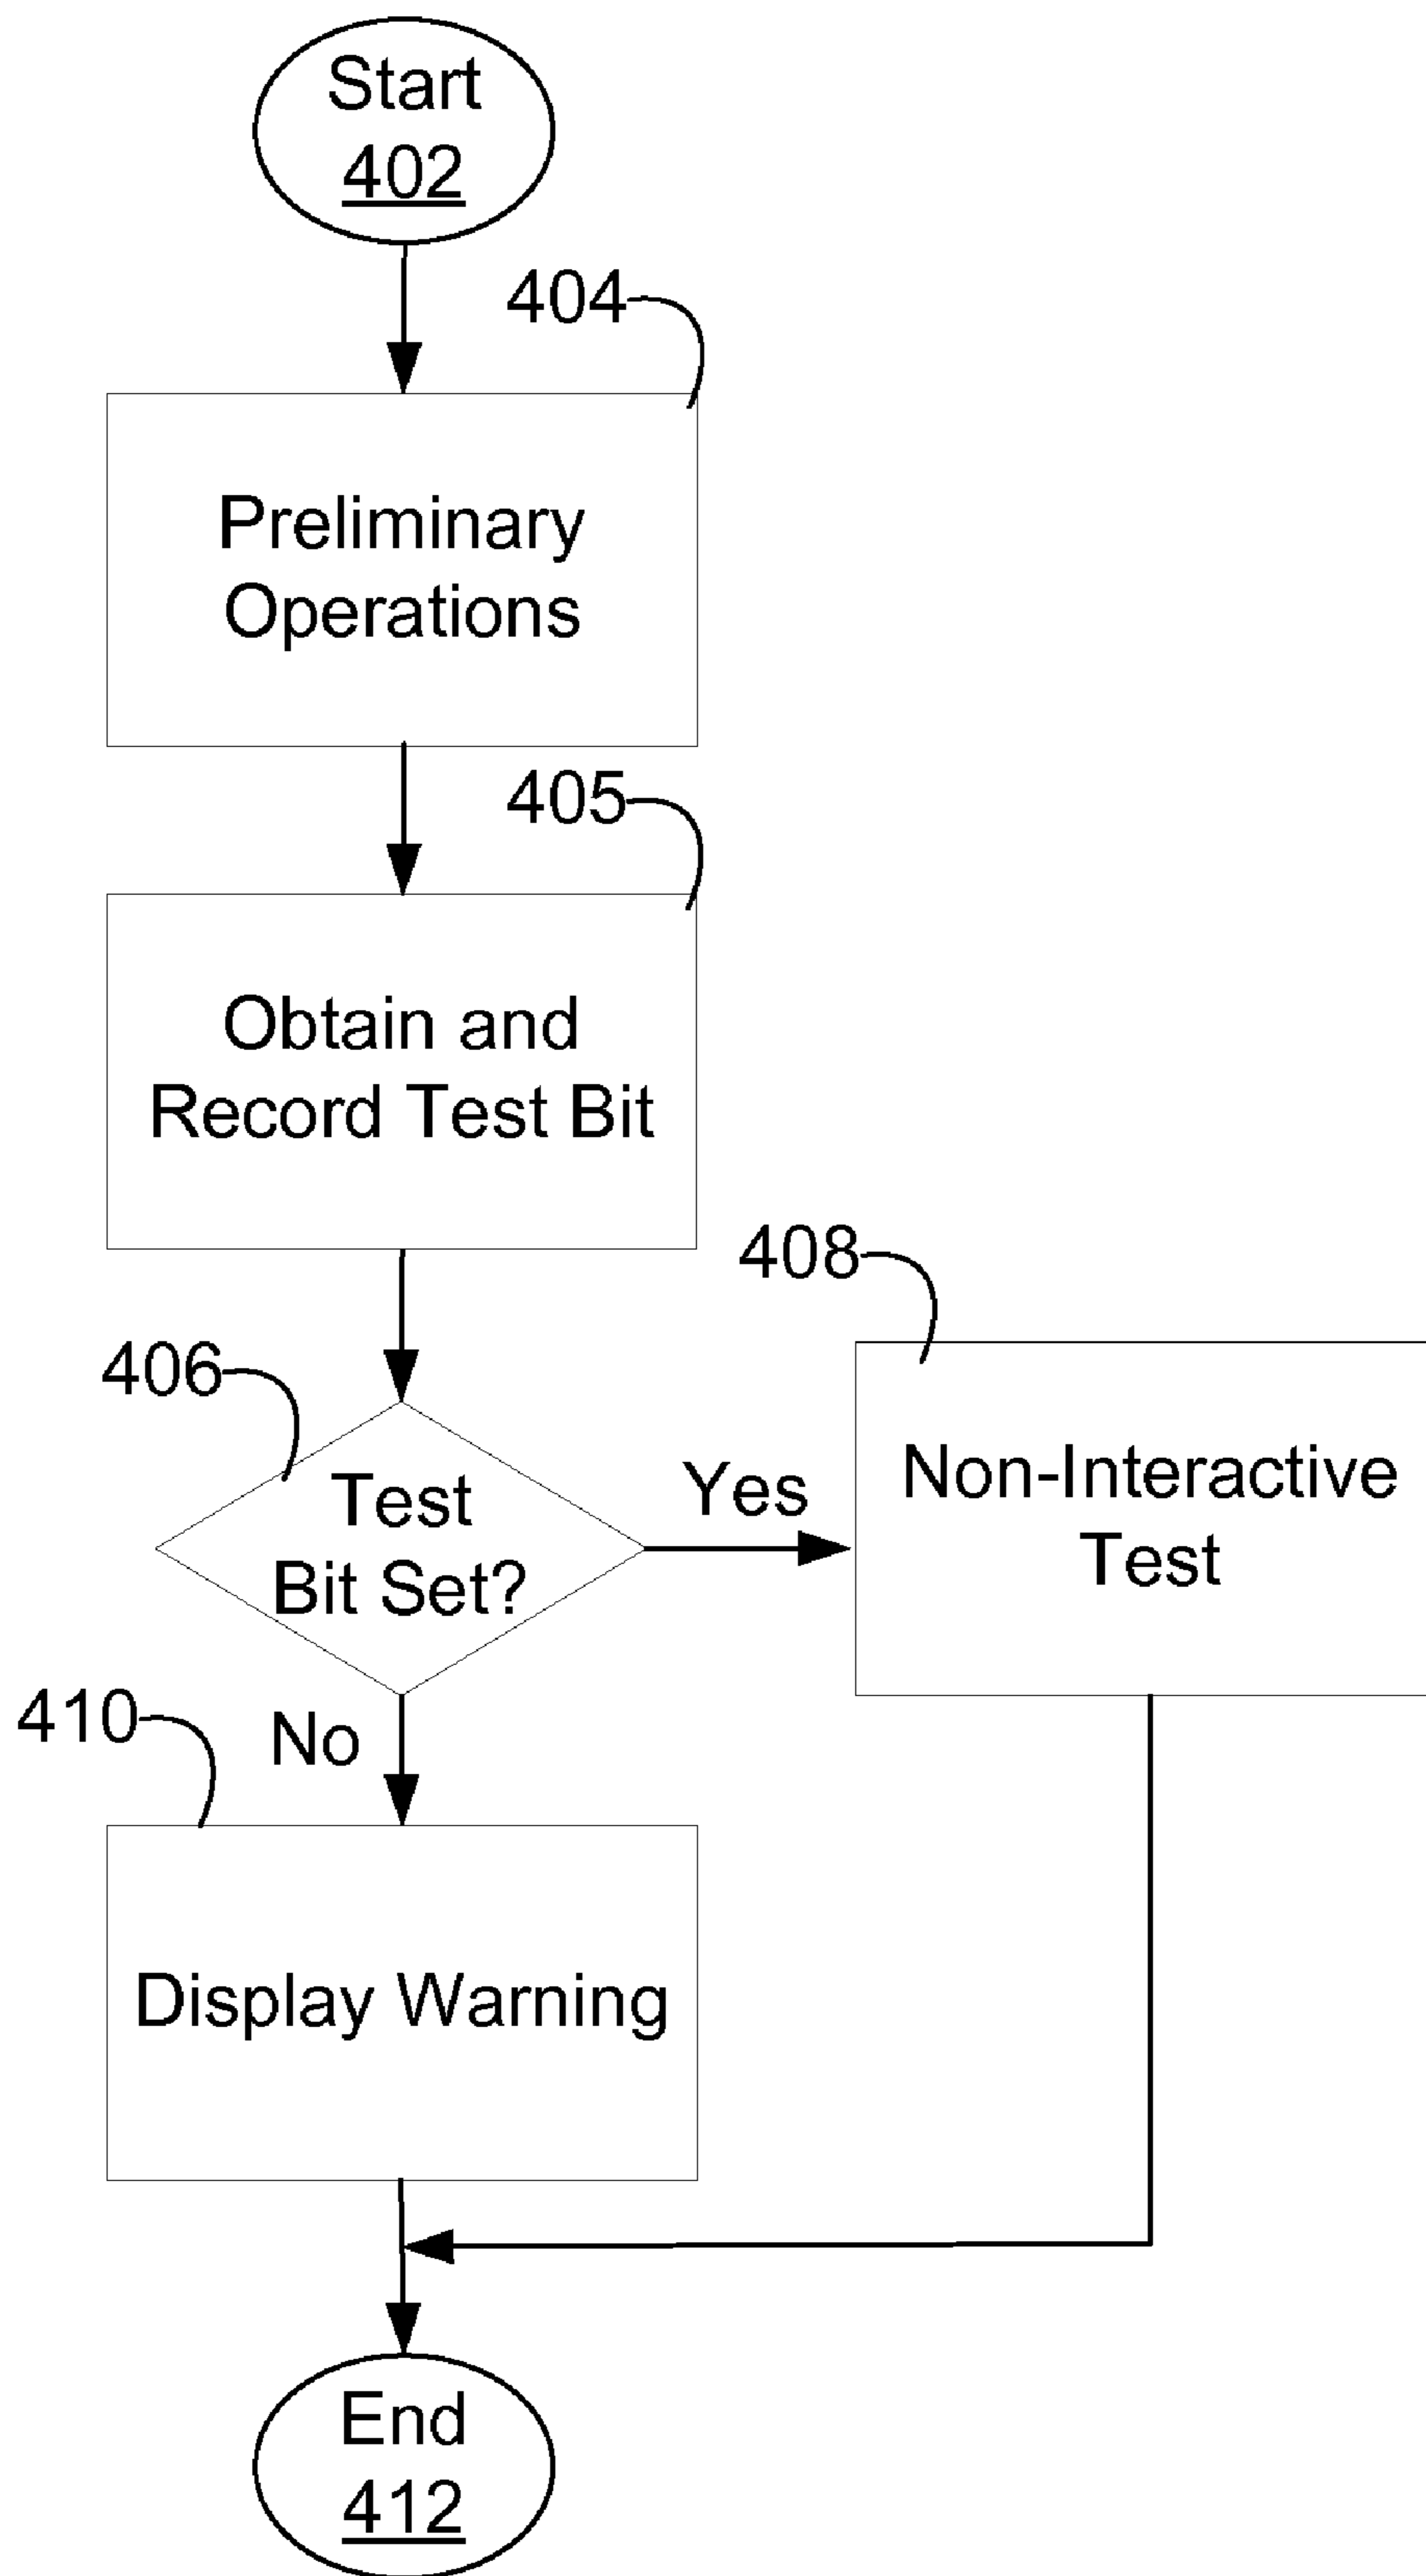 Start
402
404
Preliminary
Operations
405
Obtain and
Record Test Bit
406
Test
Bit Set?
Yes
408
Non-Interactive
Test
No
410
Display Warning
End
412